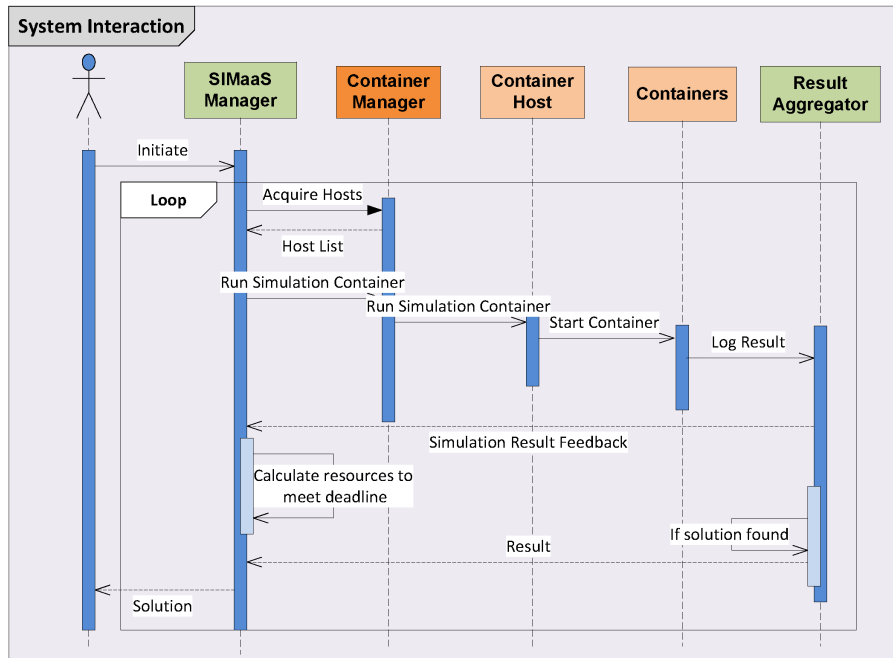 System Interaction
SIMaaS
Manager
Container
Manager
Container
Host
Containers
Result
Aggregator
Initiate
Loop
Acquire Hosts
Host List
Run Simulation Container
Run Simulation Container
Start Container
Log Result
Simulation Result Feedback
Calculate resources to
meet deadline
If solution found
Result
Solution